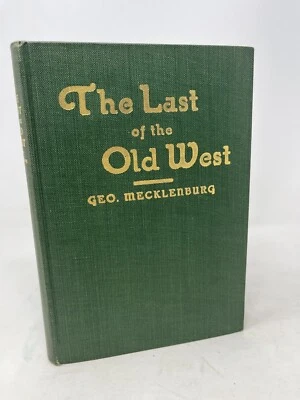 The Last
of the
Old West
GEO. MECKLENBURG